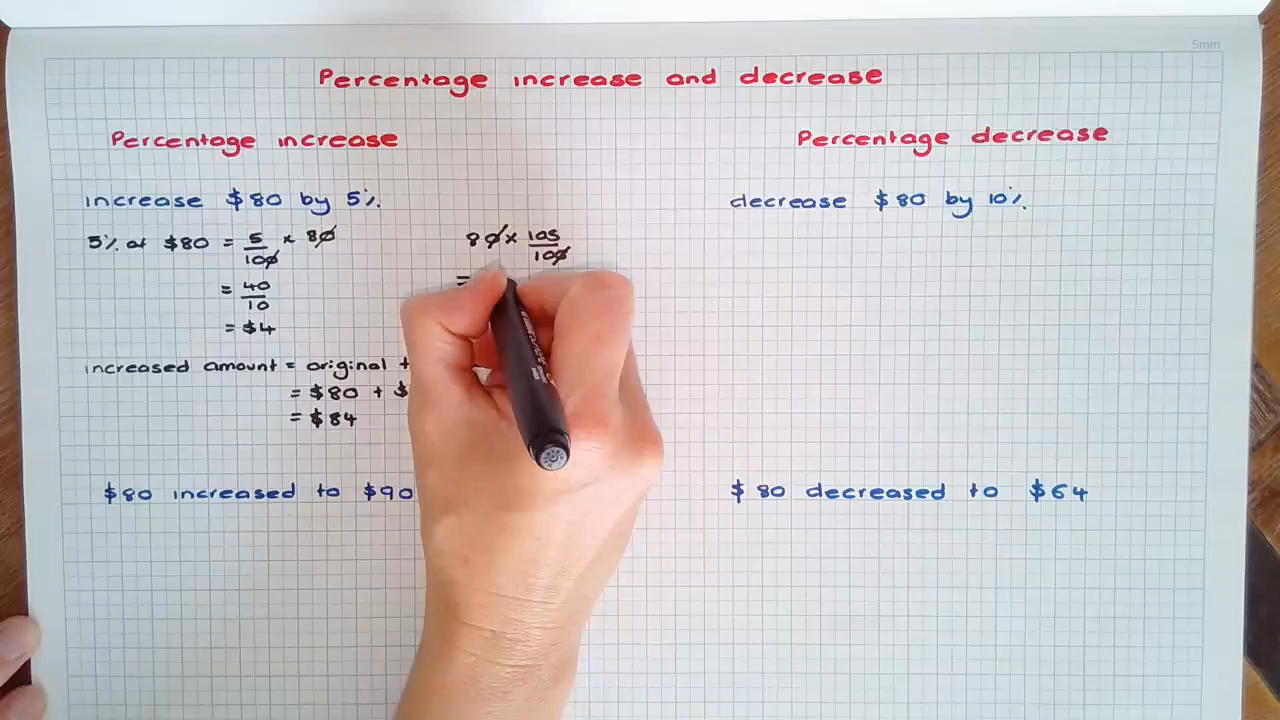 5mm
Percentage increase and decrease
Percentage increase
increase $80 by 5%
5% of $80 = 5/100 × 80
= 40/10
= $4
increased amount = original +
= $80 + $
= $84
80 × 105/100
=
$80 increased to $90
Percentage decrease
decrease $80 by 10%
$80 decreased to $64